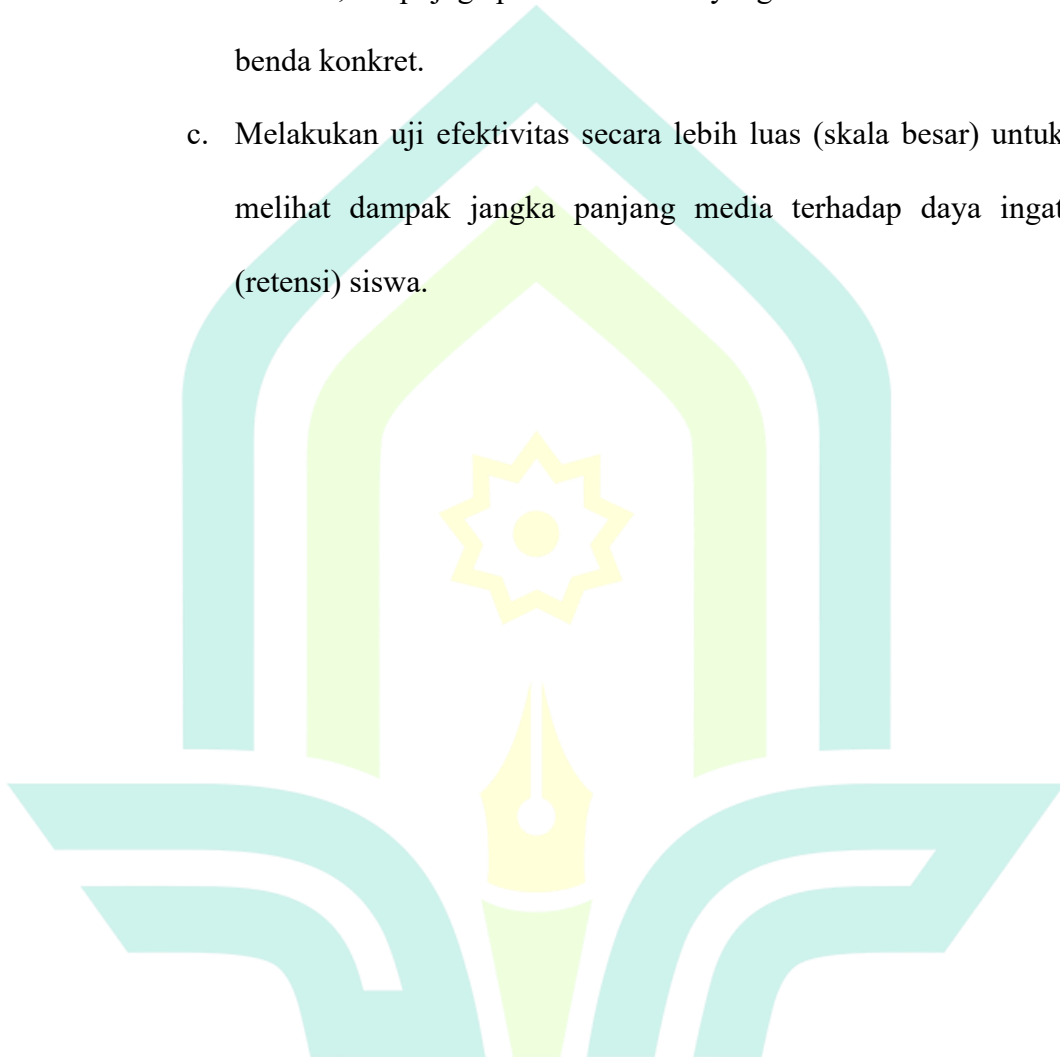 benda konkret.
c. Melakukan uji efektivitas secara lebih luas (skala besar) untuk
melihat dampak jangka panjang media terhadap daya ingat
(retensi) siswa.